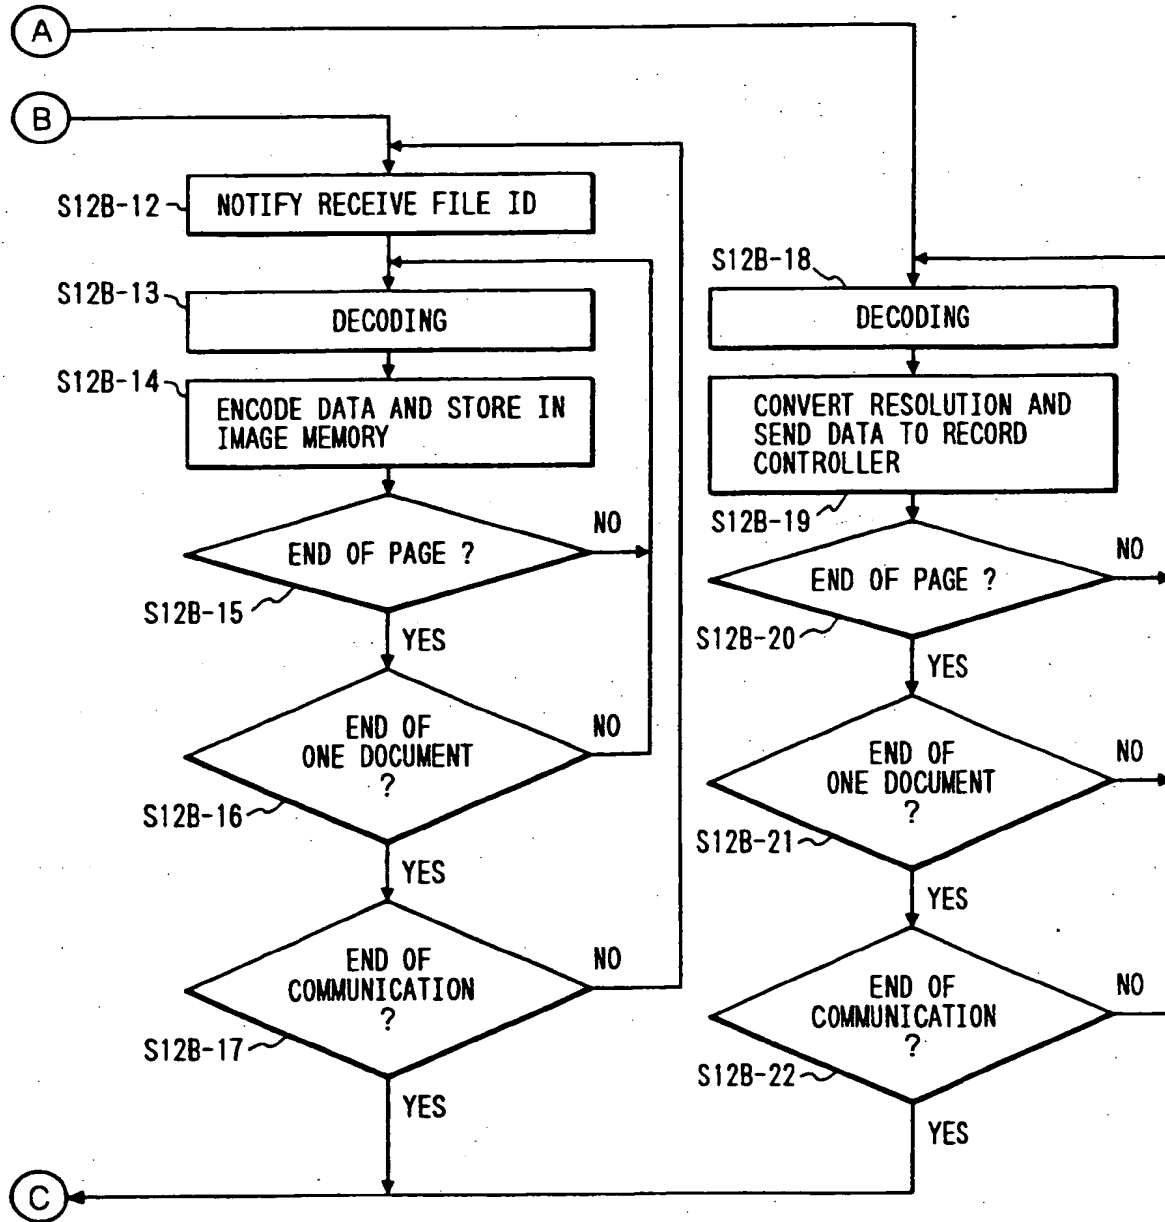 A
B
S12B-12
NOTIFY RECEIVE FILE ID
S12B-13
DECODING
S12B-14
ENCODE DATA AND STORE IN
IMAGE MEMORY
END OF PAGE ?
NO
S12B-15
YES
END OF
ONE DOCUMENT
?
NO
S12B-16
YES
END OF
COMMUNICATION
?
NO
S12B-17
YES
S12B-18
DECODING
CONVERT RESOLUTION AND
SEND DATA TO RECORD
CONTROLLER
S12B-19
END OF PAGE ?
NO
S12B-20
YES
END OF
ONE DOCUMENT
?
NO
S12B-21
YES
END OF
COMMUNICATION
?
NO
S12B-22
YES
C